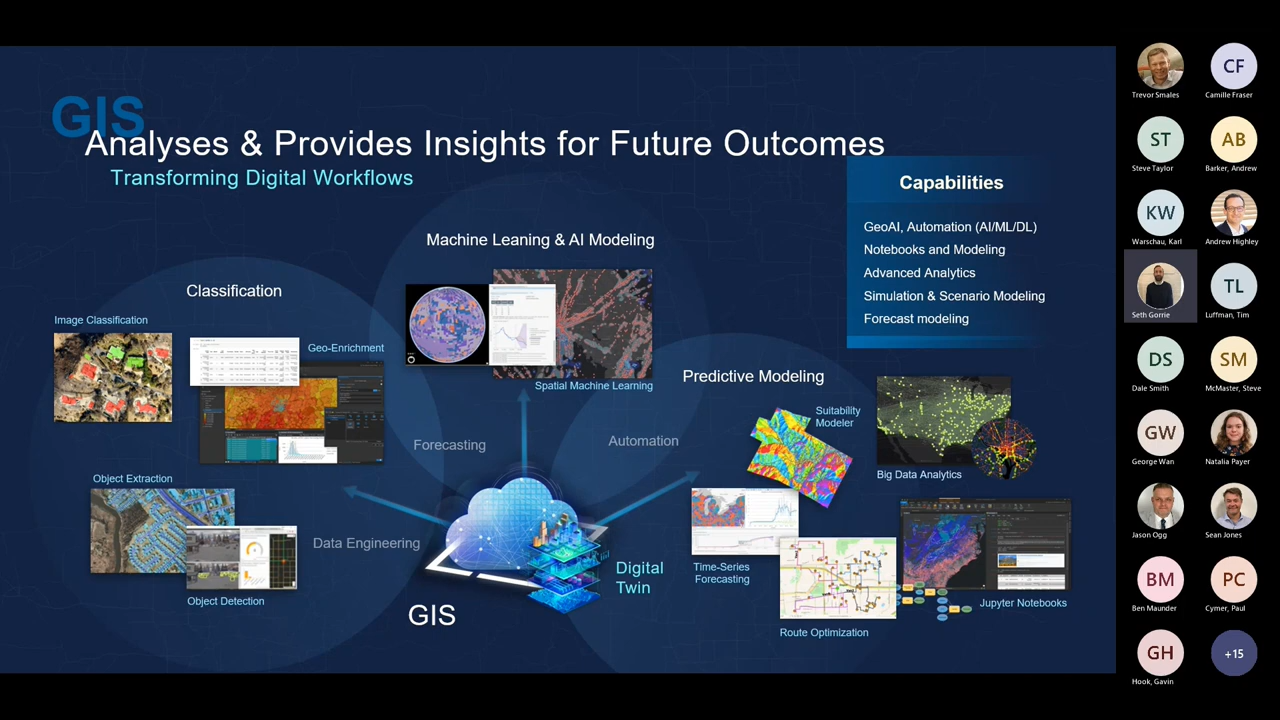 GIS
Analyses & Provides Insights for Future Outcomes
Transforming Digital Workflows
Capabilities
GeoAI, Automation (AI/ML/DL)
Notebooks and Modeling
Advanced Analytics
Simulation & Scenario Modeling
Forecast modeling
Machine Leaning & AI Modeling
Spatial Machine Learning
Classification
Image Classification
Geo-Enrichment
Object Extraction
Object Detection
Forecasting
Automation
Data Engineering
Predictive Modeling
Suitability
Modeler
Big Data Analytics
Time-Series
Forecasting
Jupyter Notebooks
Route Optimization
Digital
Twin
GIS
Trevor Smales
CF
Camille Fraser
ST
Steve Taylor
AB
Barker, Andrew
KW
Warschau, Karl
Andrew Highley
Seth Gorrie
TL
Luffman, Tim
DS
Dale Smith
SM
McMaster, Steve
GW
George Wan
Natalia Payer
Jason Ogg
Sean Jones
BM
Ben Maunder
PC
Cymer, Paul
GH
Hook, Gavin
+15